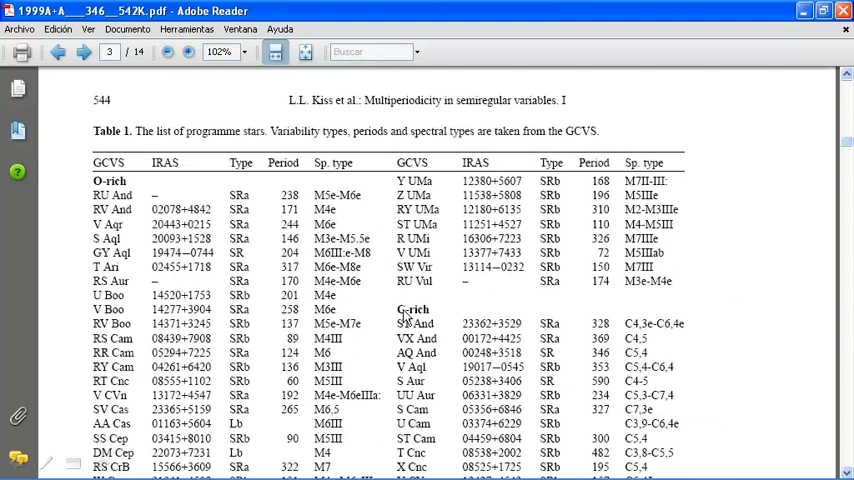 1999A+A___346__542K.pdf - Adobe Reader
Archivo Edición Ver Documento Herramientas Ventana Ayuda
3 / 14 102% Buscar
544 L.L. Kiss et al.: Multiperiodicity in semiregular variables. I
Table 1. The list of programme stars. Variability types, periods and spectral types are taken from the GCVS.
GCVS IRAS Type Period Sp. type GCVS IRAS Type Period Sp. type
O-rich Y UMa 12380+5607 SRb 168 M7II-III:
RU And – SRa 238 M5e-M6e Z UMa 11538+5808 SRb 196 M5IIIe
RV And 02078+4842 SRa 171 M4e RY UMa 12180+6135 SRb 310 M2-M3IIIe
V Aqr 20443+0215 SRa 244 M6e ST UMa 11251+4527 SRb 110 M4-M5III
S Aql 20093+1528 SRa 146 M3e-M5.5e R UMi 16306+7223 SRb 326 M7IIIe
GY Aql 19474−0744 SR 204 M6III:e-M8 V UMi 13377+7433 SRb 72 M5IIIab
T Ari 02455+1718 SRa 317 M6e-M8e SW Vir 13114-0232 SRb 150 M7III
RS Aur – SRa 170 M4e-M6e RU Vul – SRa 174 M3e-M4e
U Boo 14520+1753 SRb 201 M4e
V Boo 14277+3904 SRa 258 M6e C-rich
RV Boo 14371+3245 SRb 137 M5e-M7e And 23362+3529 SRa 328 C4,3e-C6,4e
RS Cam 08439+7908 SRb 89 M4III VX And 00172+4425 SRa 369 C4,5
RR Cam 05294+7225 SRa 124 M6 AQ And 00248+3518 SR 346 C5,4
RY Cam 04261+6420 SRb 136 M3III V Aql 19017−0545 SRb 353 C5,4-C6,4
RT Cnc 08555+1102 SRb 60 M5III S Aur 05238+3406 SR 590 C4-5
V CVn 13172+4547 SRa 192 M4e-M6eIIIa: UU Aur 06331+3829 SRb 234 C5,3-C7,4
SV Cas 23365+5159 SRa 265 M6,5 S Cam 05356+6846 SRa 327 C7,3e
AA Cas 01163+5604 Lb M6III U Cam 03374+6229 SRb C3,9-C6,4e
SS Cep 03415+8010 SRb 90 M5III ST Cam 04459+6804 SRb 300 C5,4
DM Cep 22073+7231 Lb M4 T Cnc 08538+2002 SRb 482 C3,8-C5,5
RS CrB 15566+3609 SRa 322 M7 X Cnc 08525+1725 SRb 195 C5,4